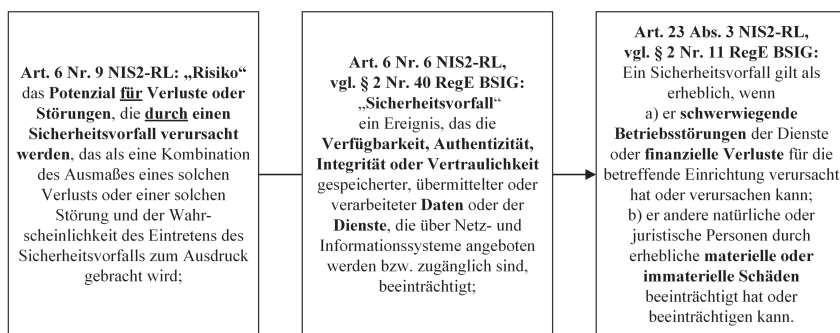 Art. 6 Nr. 9 NIS2-RL: „Risiko“
das Potenzial für Verluste oder
Störungen, die durch einen
Sicherheitsvorfall verursacht
werden, das als eine Kombination
des Ausmaßes eines solchen
Verlusts oder einer solchen
Störung und der Wahr-
scheinlichkeit des Eintretens des
Sicherheitsvorfalls zum Ausdruck
gebracht wird;
Art. 6 Nr. 6 NIS2-RL,
vgl. § 2 Nr. 40 RegE BSIG:
„Sicherheitsvorfall“
ein Ereignis, das die
Verfügbarkeit, Authentizität,
Integrität oder Vertraulichkeit
gespeicherter, übermittelter oder
verarbeiteter Daten oder der
Dienste, die über Netz- und
Informationssysteme angeboten
werden bzw. zugänglich sind,
beeinträchtigt;
Art. 23 Abs. 3 NIS2-RL,
vgl. § 2 Nr. 11 RegE BSIG:
Ein Sicherheitsvorfall gilt als
erheblich, wenn
a) er schwerwiegende
Betriebsstörungen der Dienste
oder finanzielle Verluste für die
betreffende Einrichtung verursacht
hat oder verursachen kann;
b) er andere natürliche oder
juristische Personen durch
erhebliche materielle oder
immaterielle Schäden
beeinträchtigt hat oder
beeinträchtigen kann.